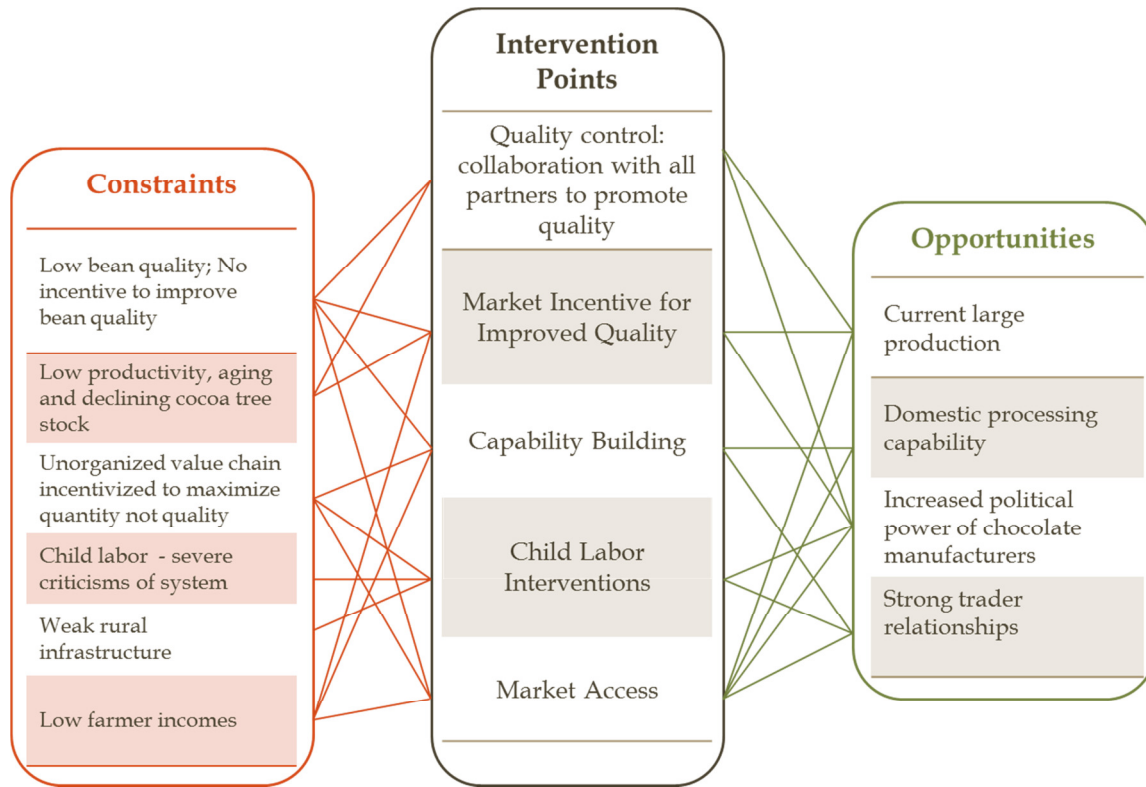 Constraints
Low bean quality; No
incentive to improve
bean quality
Low productivity, aging
and declining cocoa tree
stock
Unorganized value chain
incentivized to maximize
quantity not quality
Child labor - severe
criticisms of system
Weak rural
infrastructure
Low farmer incomes
Intervention
Points
Quality control:
collaboration with all
partners to promote
quality
Market Incentive for
Improved Quality
Capability Building
Child Labor
Interventions
Market Access
Opportunities
Current large
production
Domestic processing
capability
Increased political
power of chocolate
manufacturers
Strong trader
relationships